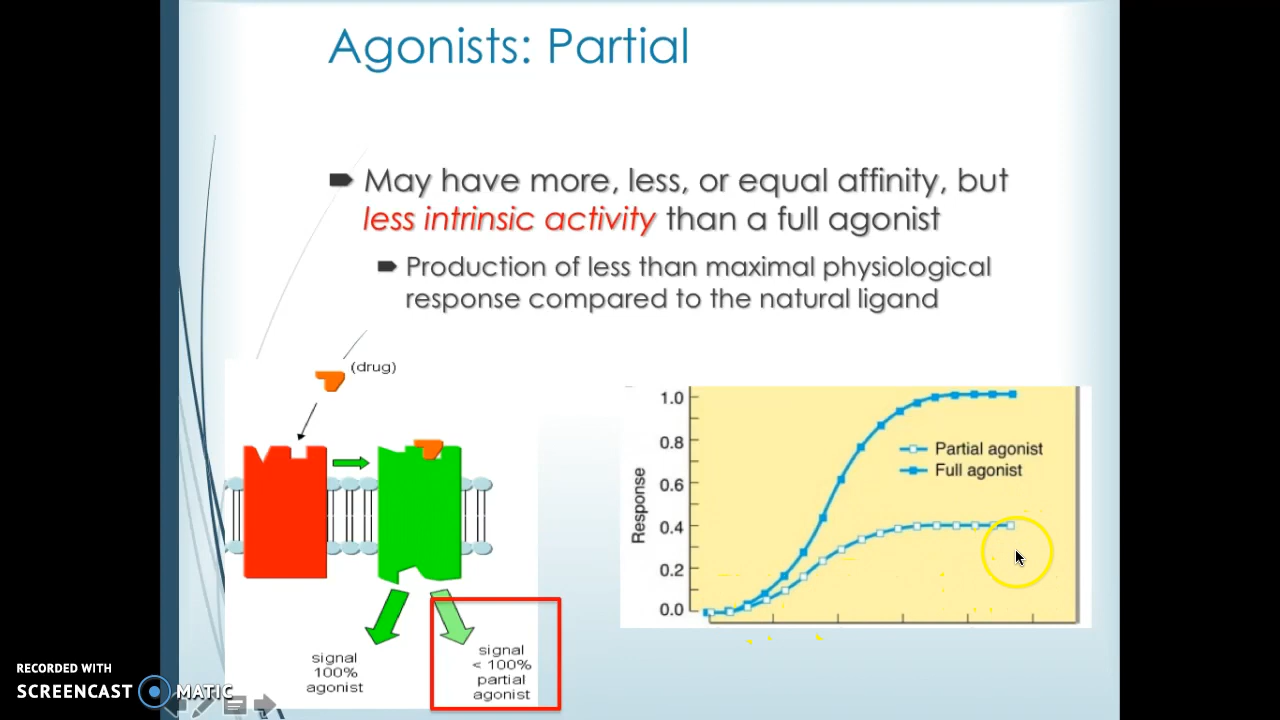 Agonists: Partial
May have more, less, or equal affinity, but
less intrinsic activity than a full agonist
Production of less than maximal physiological
response compared to the natural ligand
(drug)
signal
100%
agonist
signal
< 100%
partial
agonist
Response
1.0
0.8
0.6
0.4
0.2
0.0
Partial agonist
Full agonist
RECORDED WITH
SCREENCAST MATIC